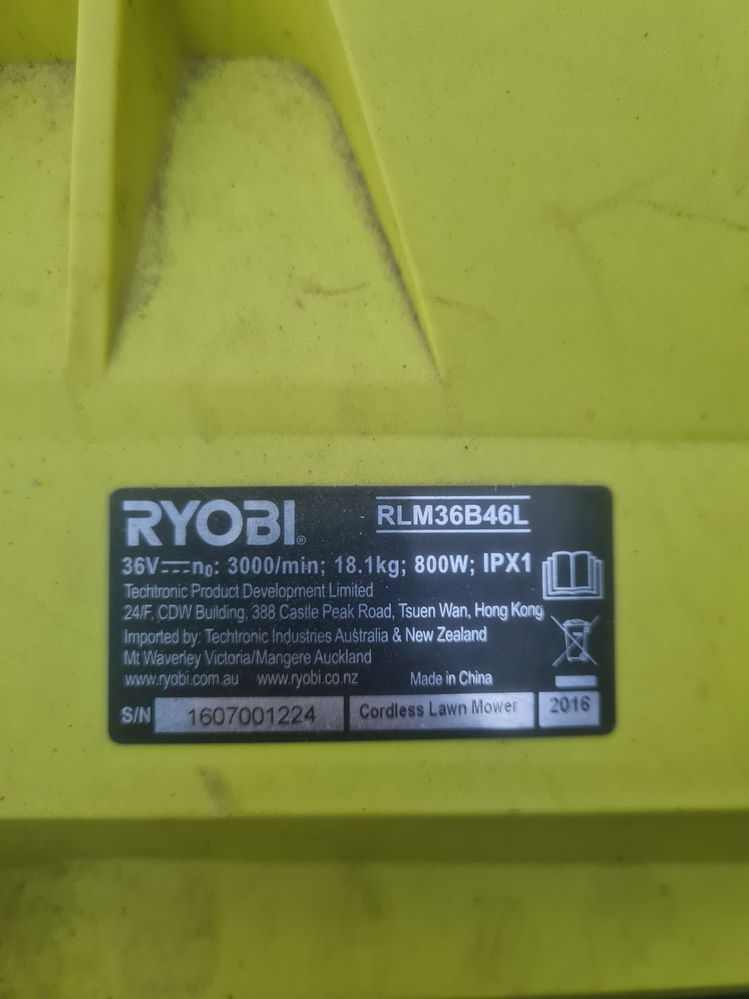 RYOBI® RLM36B46L
36V⎓n₀: 3000/min; 18.1kg; 800W; IPX1
Techtronic Product Development Limited
24/F, CDW Building, 388 Castle Peak Road, Tsuen Wan, Hong Kong
Imported by: Techtronic Industries Australia & New Zealand
Mt Waverley Victoria/Mangere Auckland
www.ryobi.com.au www.ryobi.co.nz Made in China
S/N 1607001224 Cordless Lawn Mower 2016